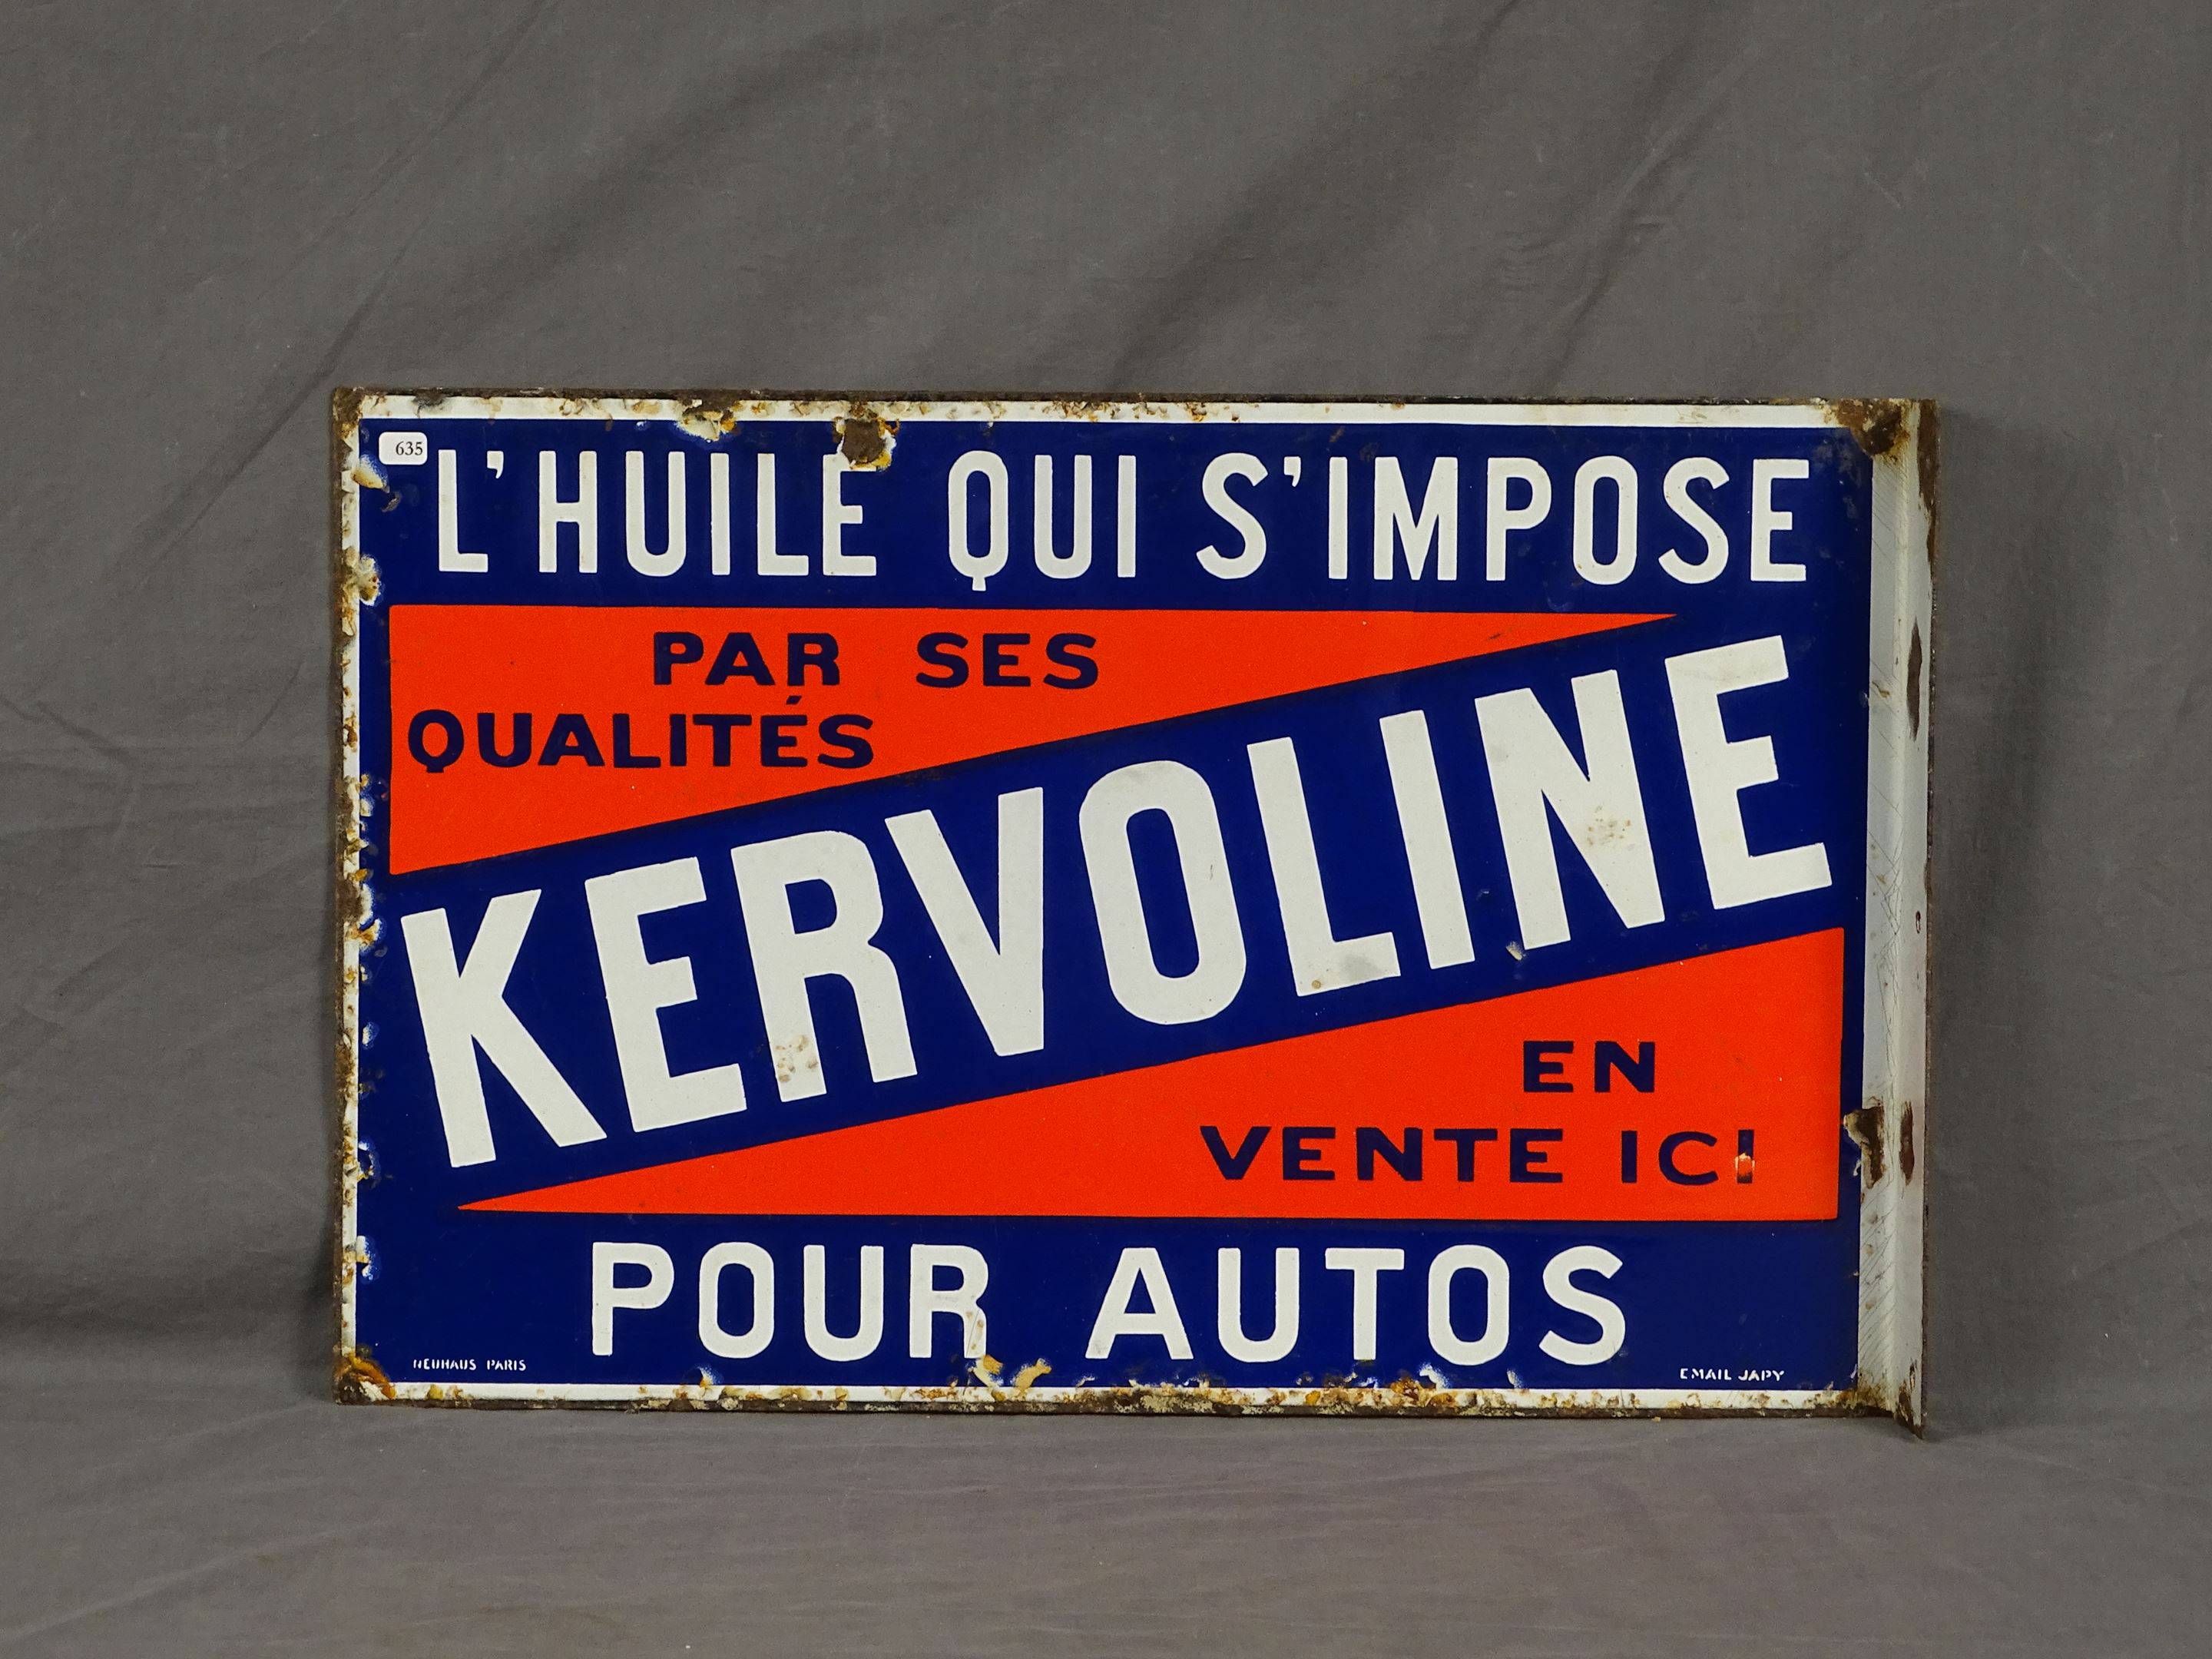 635
L'HUILE QUI S'IMPOSE
PAR SES
QUALITÉS
KERVOLINE
EN
VENTE ICI
POUR AUTOS
NEUHAUS PARIS
EMAIL JAPY